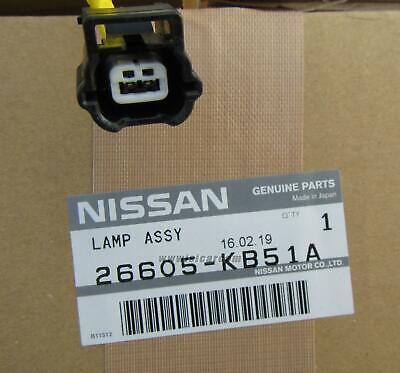 NISSAN
GENUINE PARTS
Made in Japan
Q'TY
1
LAMP ASSY
16.02.19
26605-KB51A
NISSAN MOTOR CO.,LTD.
B11312